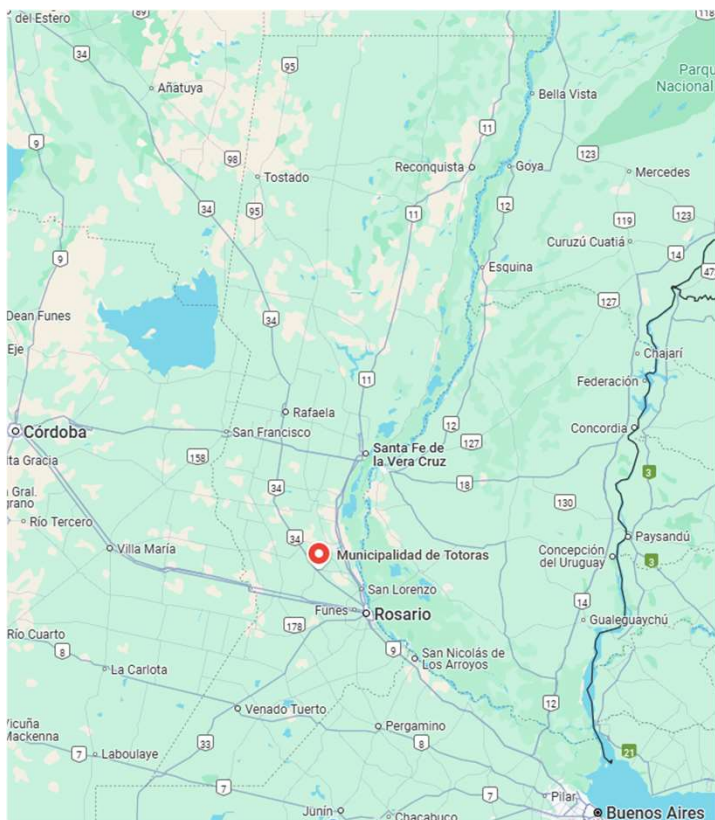 del Estero
118
34
95
Parqu
Nacional
Añatuya
Bella Vista
9
11
98
Reconquista
Goya
123
Mercedes
Tostado
34
95
12
11
119
123
Curuzú Cuatiá
14
9
Esquina
47
127
Dean Funes
34
Eje
Chajarí
11
Federación
Rafaela
Córdoba
San Francisco
12
Concordia
127
Santa Fe de
la Vera Cruz
lta Gracia
158
3
18
34
Gral.
grano
130
Río Tercero
34
Paysandú
Villa María
Municipalidad de Totoras
Concepción
del Uruguay
3
San Lorenzo
14
Funes
Rosario
Gualeguaychú
178
Río Cuarto
9
8
San Nicolás de
Los Arroyos
La Carlota
12
Venado Tuerto
Vicuña
Mackenna
Pergamino
33
8
21
7
Laboulaye
7
7
Pilar
Junín
Chacabuco
Buenos Aires